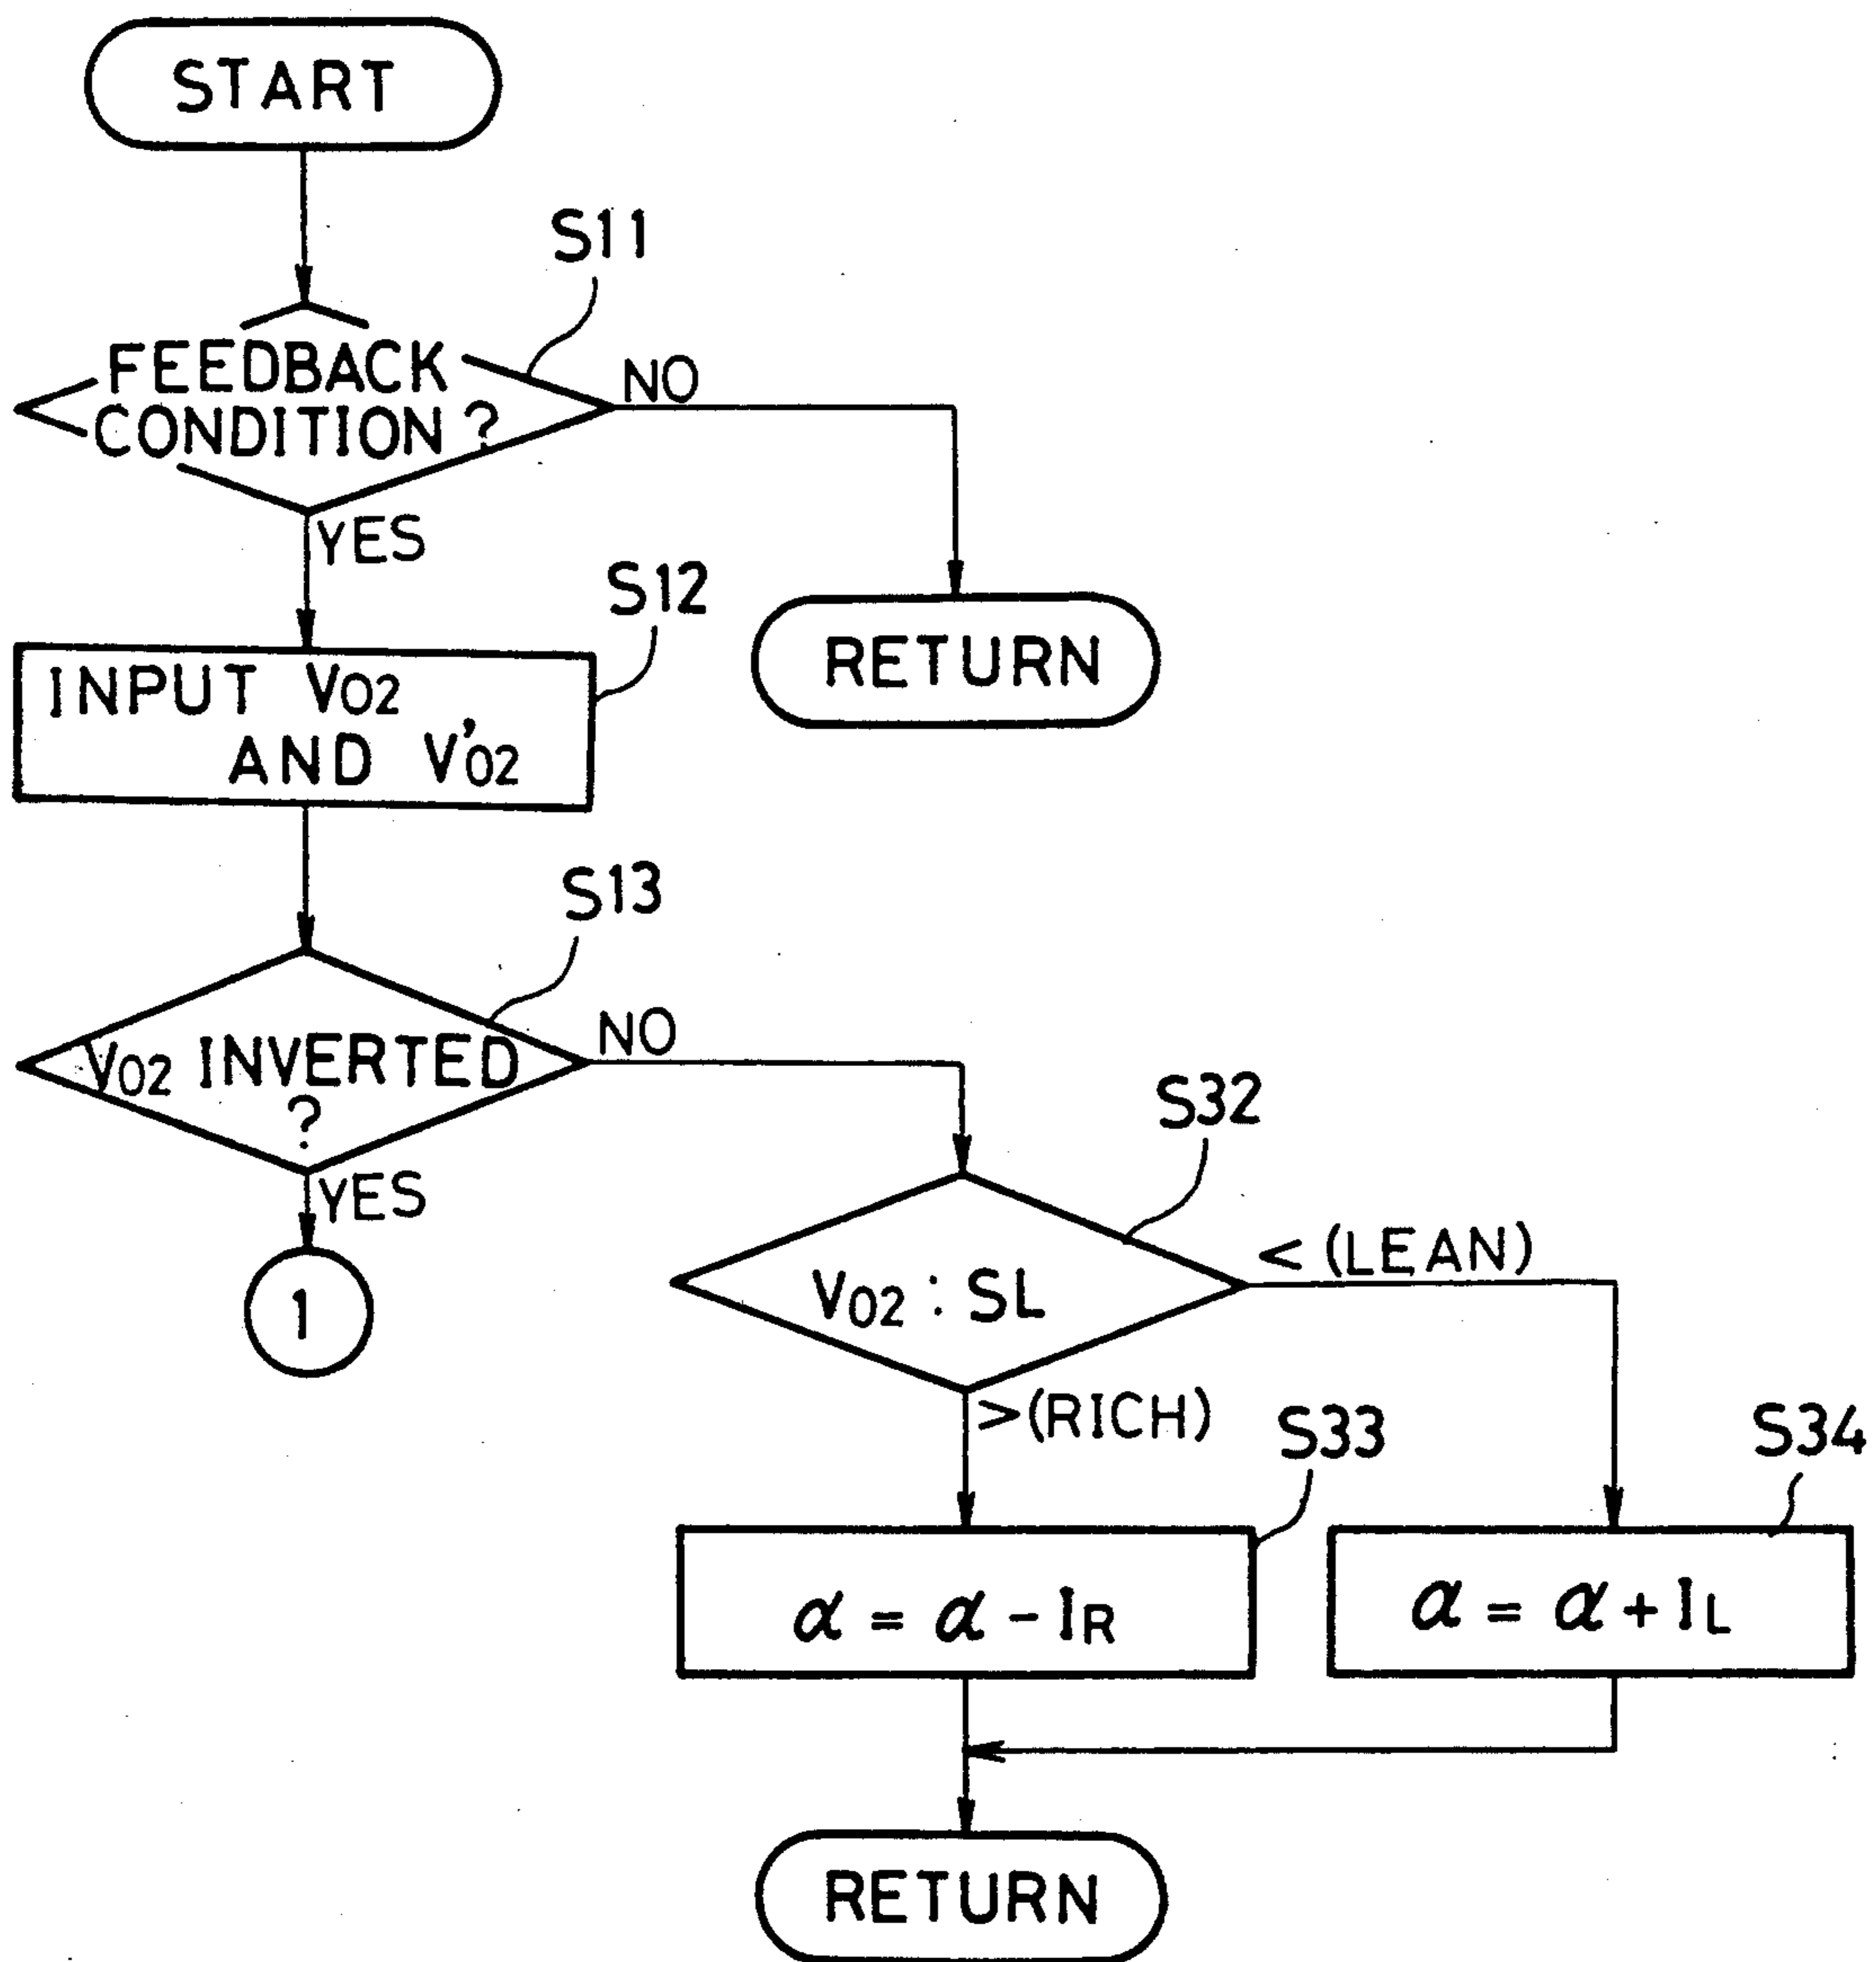 START
S11
FEEDBACK
CONDITION ?
NO
YES
S12
INPUT VO2
AND V'O2
RETURN
S13
VO2 INVERTED
?
NO
YES
1
S32
VO2 : SL
< (LEAN)
> (RICH)
S33
S34
α = α - IR
α = α + IL
RETURN